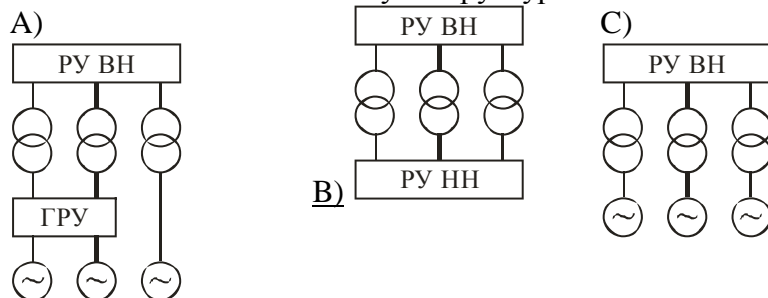 A)
РУ ВН
ГРУ
~ ~ ~
РУ ВН
B)
РУ НН
C)
РУ ВН
~ ~ ~